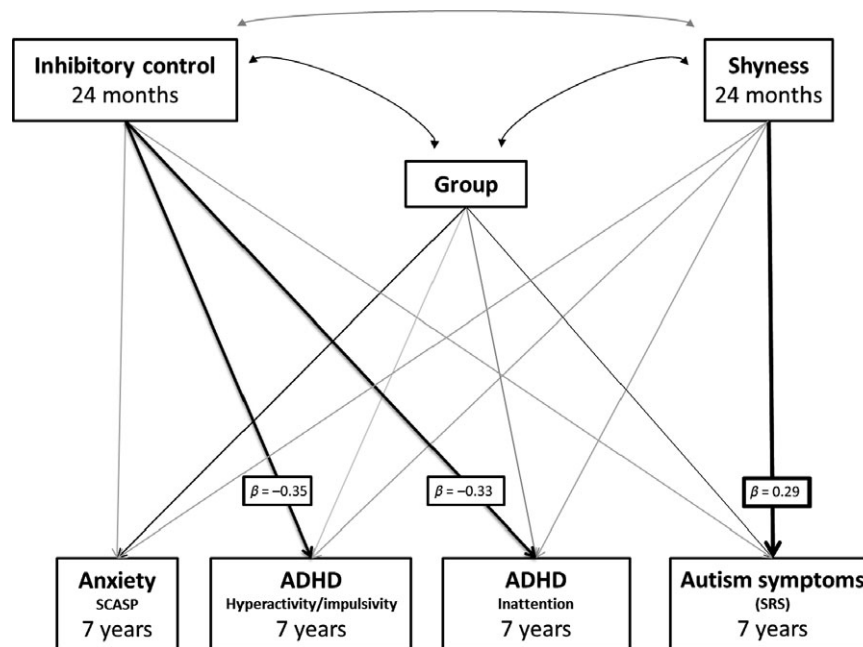 Inhibitory control
24 months
Shyness
24 months
Group
β = –0.35
β = –0.33
β = 0.29
Anxiety
SCASP
7 years
ADHD
Hyperactivity/impulsivity
7 years
ADHD
Inattention
7 years
Autism symptoms
(SRS)
7 years